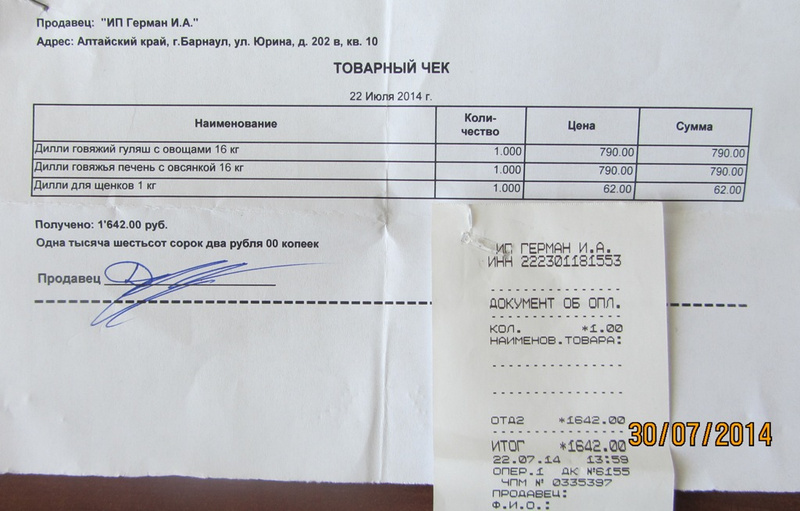 Продавец: "ИП Герман И.А."
Адрес: Алтайский край, г.Барнаул, ул. Юрина, д. 202 в, кв. 10
ТОВАРНЫЙ ЧЕК
22 Июля 2014 г.
Наименование Коли-чество Цена Сумма
Дилли говяжий гуляш с овощами 16 кг 1.000 790.00 790.00
Дилли говяжья печень с овсянкой 16 кг 1.000 790.00 790.00
Дилли для щенков 1 кг 1.000 62.00 62.00
Получено: 1'642.00 руб.
Одна тысяча шестьсот сорок два рубля 00 копеек
Продавец
ИП ГЕРМАН И.А.
ИНН 222301181553
ДОКУМЕНТ ОБ ОПЛ.
КОЛ. *1.00
НАИМЕНОВ.ТОВАРА:
ОТД2 *1642.00
ИТОГ *1642.00
22.07.14 13:59
ОПЕР.1 ДК №6155
ЧПМ № 0335397
ПРОДАВЕЦ:
Ф.И.О.:
30/07/2014